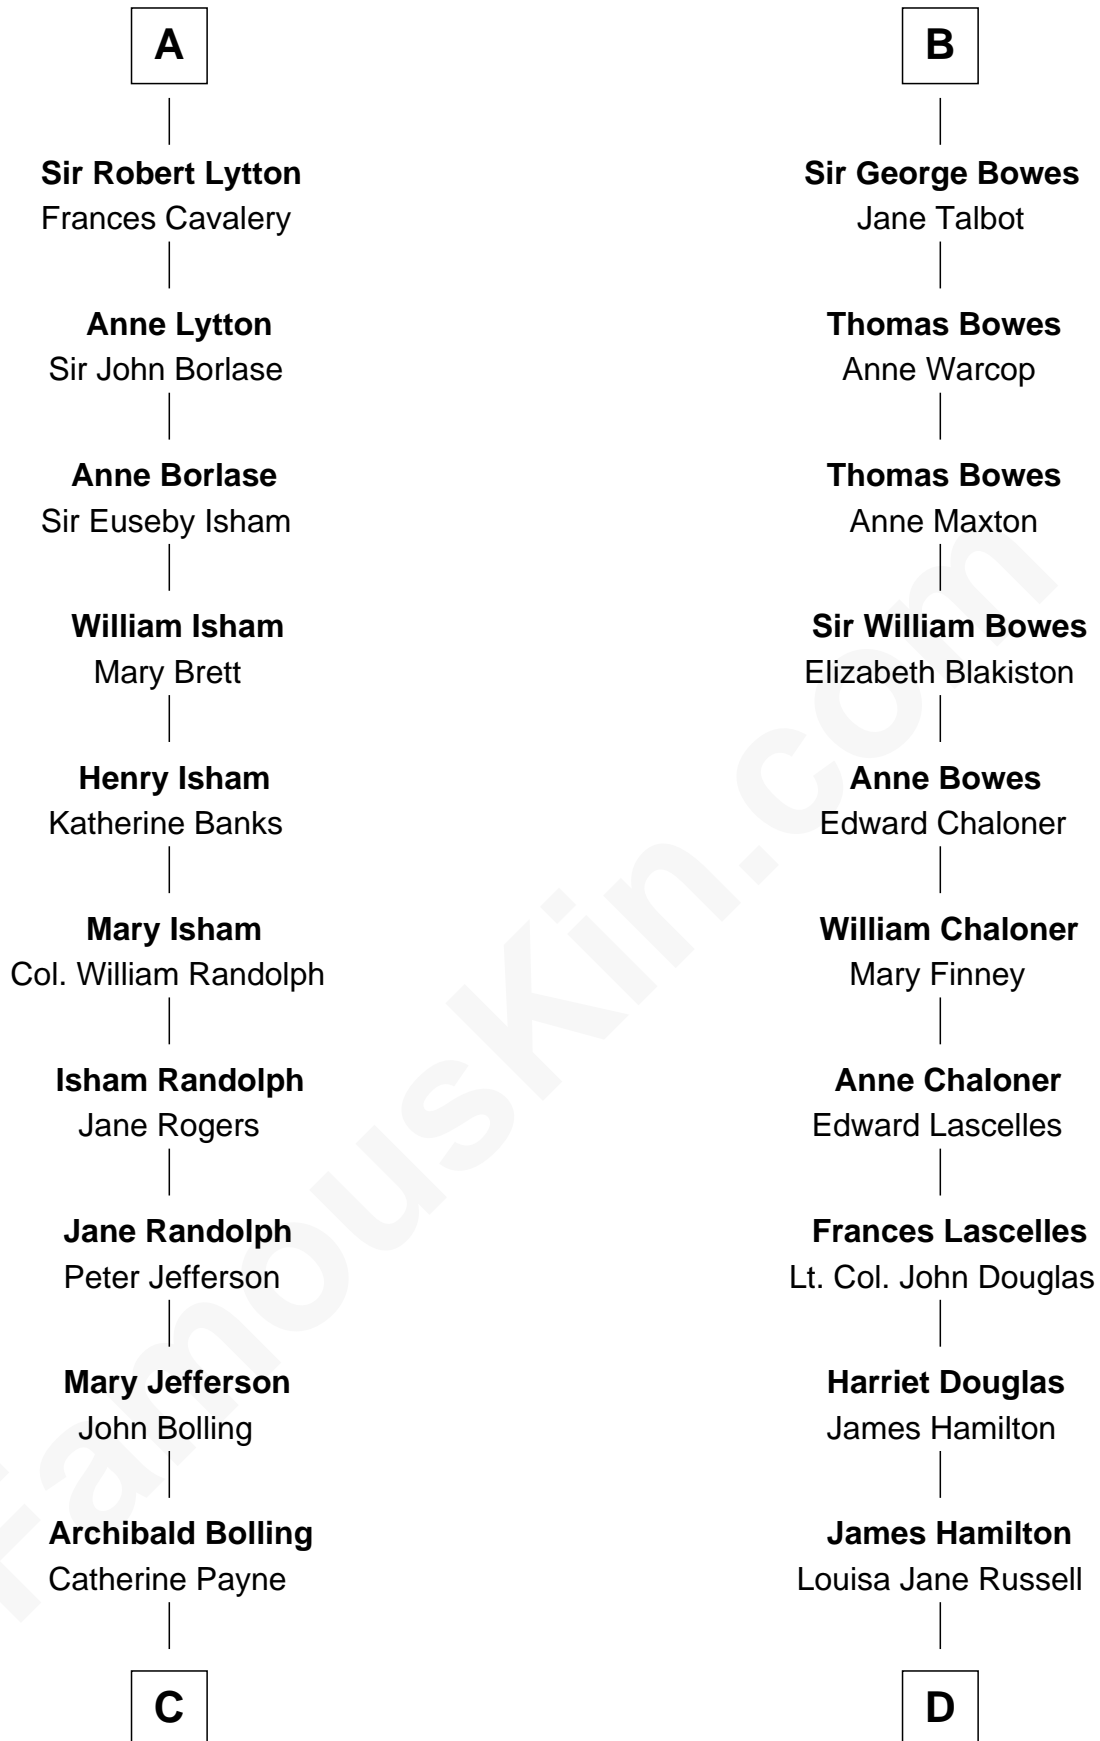 A
Sir Robert Lytton
Frances Cavalery
Anne Lytton
Sir John Borlase
Anne Borlase
Sir Euseby Isham
William Isham
Mary Brett
Henry Isham
Katherine Banks
Mary Isham
Col. William Randolph
Isham Randolph
Jane Rogers
Jane Randolph
Peter Jefferson
Mary Jefferson
John Bolling
Archibald Bolling
Catherine Payne
C
B
Sir George Bowes
Jane Talbot
Thomas Bowes
Anne Warcop
Thomas Bowes
Anne Maxton
Sir William Bowes
Elizabeth Blakiston
Anne Bowes
Edward Chaloner
William Chaloner
Mary Finney
Anne Chaloner
Edward Lascelles
Frances Lascelles
Lt. Col. John Douglas
Harriet Douglas
James Hamilton
James Hamilton
Louisa Jane Russell
D
FamousKin.com